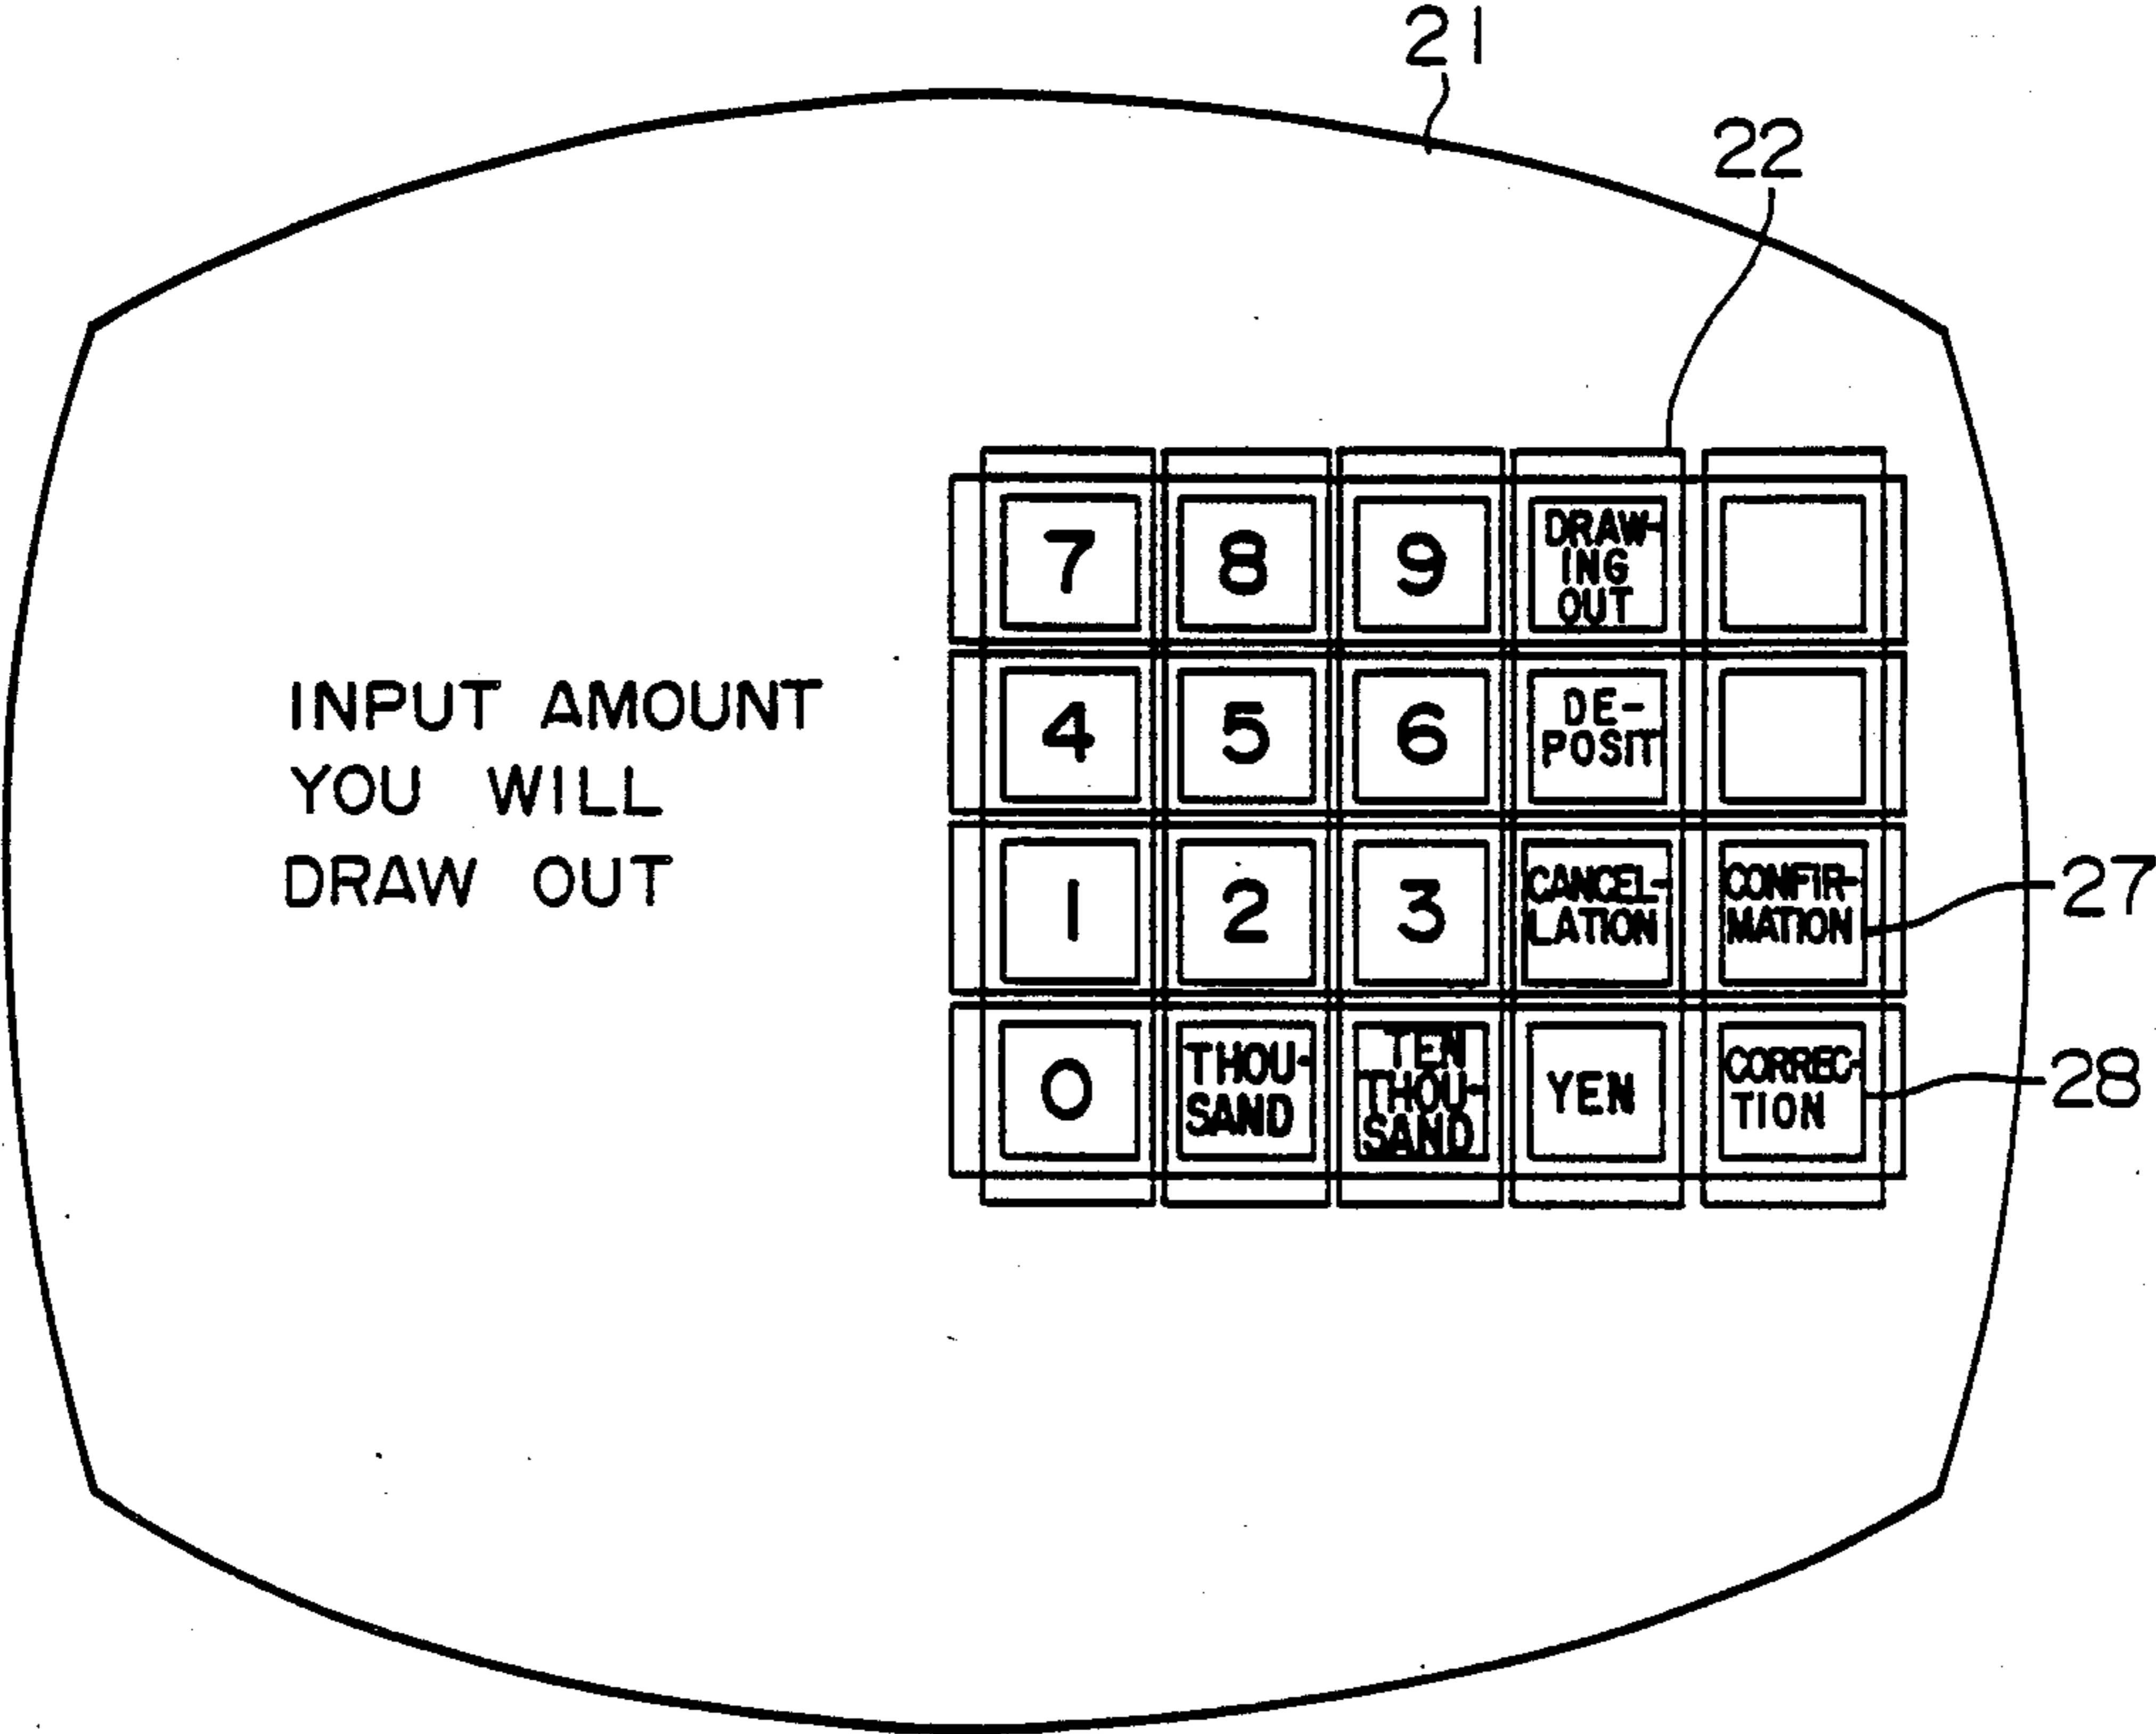 21
22
INPUT AMOUNT
YOU WILL
DRAW OUT
7
8
9
DRAW-
ING
OUT
4
5
6
DE-
POSIT
1
2
3
CANCEL-
LATION
CONFIR-
MATION
27
0
THOU-
SAND
TEN
THOU-
SAND
YEN
CORREC-
TION
28